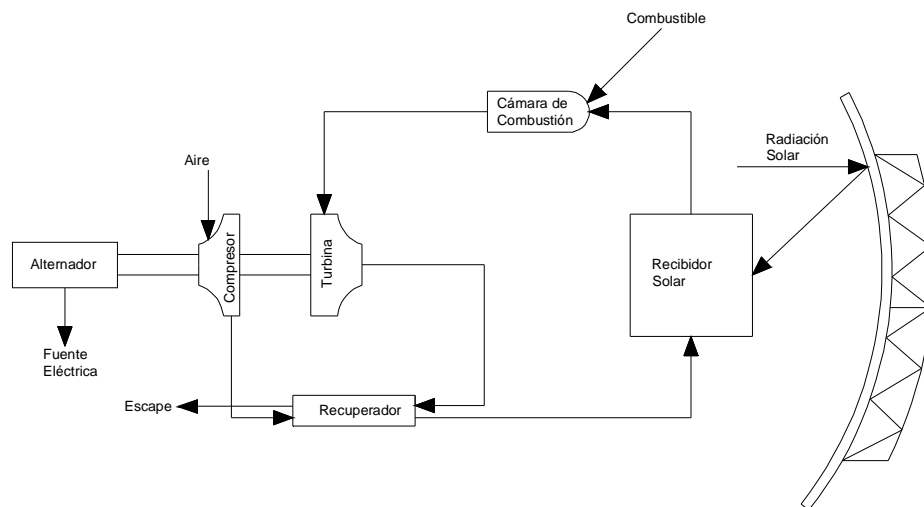 Combustible
Cámara de
Combustión
Radiación
Solar
Aire
Alternador
Compresor
Turbina
Recibidor
Solar
Fuente
Eléctrica
Escape
Recuperador